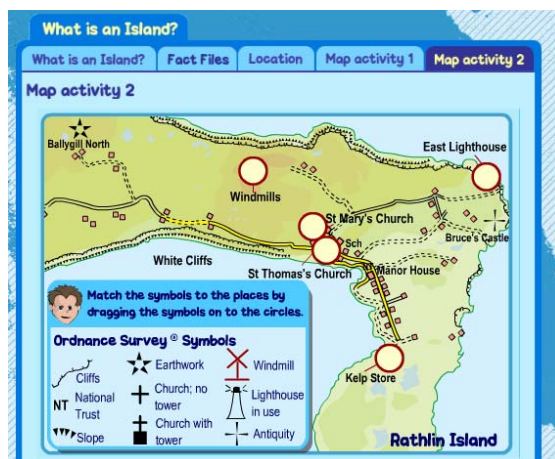 What is an Island?
What is an Island?
Fact Files
Location
Map activity 1
Map activity 2
Map activity 2
Ballygill North
East Lighthouse
Windmills
St Mary's Church
Sch
Bruce's Castle
White Cliffs
St Thomas's Church
Manor House
Match the symbols to the places by
dragging the symbols on to the circles.
Ordnance Survey ® Symbols
Cliffs
NT National
Trust
Slope
Earthwork
Church; no
tower
Church with
tower
Windmill
Lighthouse
in use
Antiquity
Kelp Store
Rathlin Island